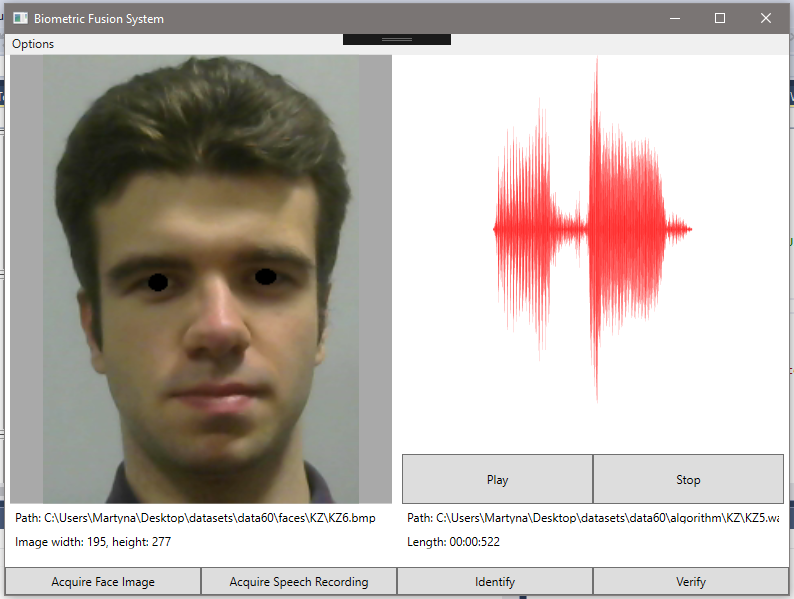 Biometric Fusion System
Options
Play
Stop
Path: C:\Users\Martyna\Desktop\datasets\data60\faces\KZ\KZ6.bmp
Path: C:\Users\Martyna\Desktop\datasets\data60\algorithm\KZ\KZ5.wa
Image width: 195, height: 277
Length: 00:00:522
Acquire Face Image
Acquire Speech Recording
Identify
Verify